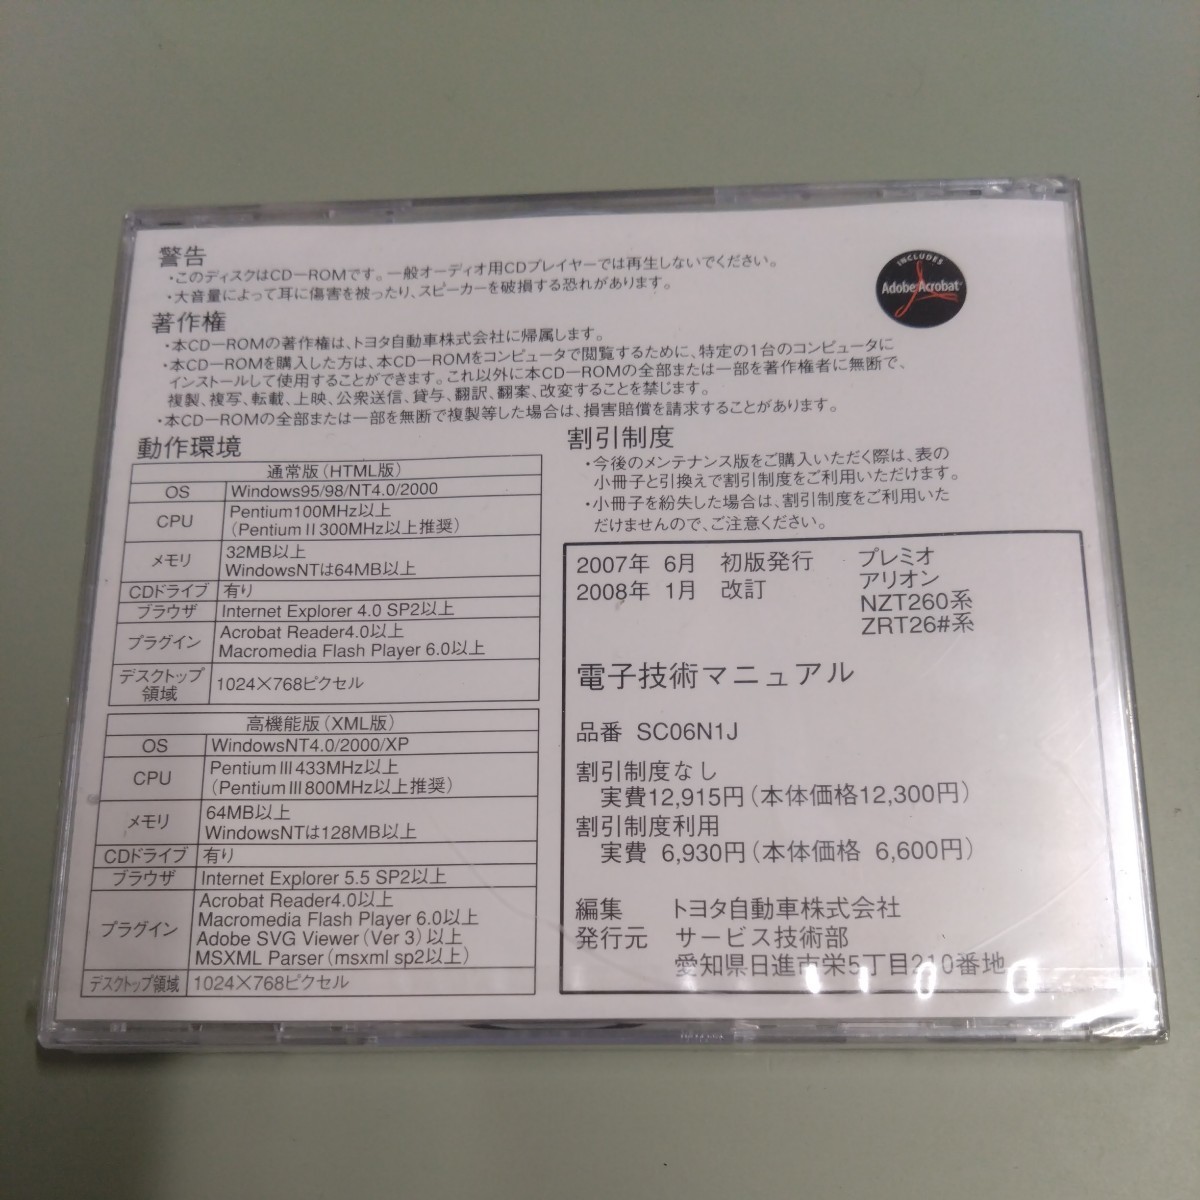 警告
・このディスクはCD－ROMです。一般オーディオ用CDプレイヤーでは再生しないでください。
・大音量によって耳に傷害を被ったり、スピーカーを破損する恐れがあります。
INCLUDES
Adobe Acrobat
著作権
・本CD－ROMの著作権は、トヨタ自動車株式会社に帰属します。
・本CD－ROMを購入した方は、本CD－ROMをコンピュータで閲覧するために、特定の1台のコンピュータに
インストールして使用することができます。これ以外に本CD－ROMの全部または一部を著作権者に無断で、
複製、複写、転載、上映、公衆送信、貸与、翻訳、翻案、改変することを禁じます。
・本CD－ROMの全部または一部を無断で複製等した場合は、損害賠償を請求することがあります。
動作環境
通常版（HTML版）
OS Windows95/98/NT4.0/2000
CPU Pentium100MHz以上
（PentiumⅡ300MHz以上推奨）
メモリ 32MB以上
WindowsNTは64MB以上
CDドライブ 有り
ブラウザ Internet Explorer 4.0 SP2以上
プラグイン Acrobat Reader4.0以上
Macromedia Flash Player 6.0以上
デスクトップ
領域 1024×768ピクセル
高機能版（XML版）
OS WindowsNT4.0/2000/XP
CPU PentiumⅢ433MHz以上
（PentiumⅢ800MHz以上推奨）
メモリ 64MB以上
WindowsNTは128MB以上
CDドライブ 有り
ブラウザ Internet Explorer 5.5 SP2以上
プラグイン Acrobat Reader4.0以上
Macromedia Flash Player 6.0以上
Adobe SVG Viewer（Ver 3）以上
MSXML Parser（msxml sp2以上）
デスクトップ領域 1024×768ピクセル
割引制度
・今後のメンテナンス版をご購入いただく際は、表の
小冊子と引換えで割引制度をご利用いただけます。
・小冊子を紛失した場合は、割引制度をご利用いた
だけませんので、ご注意ください。
2007年 6月 初版発行 プレミオ
2008年 1月 改訂 アリオン
NZT260系
ZRT26#系
電子技術マニュアル
品番 SC06N1J
割引制度なし
実費12,915円（本体価格12,300円）
割引制度利用
実費 6,930円（本体価格 6,600円）
編集 トヨタ自動車株式会社
発行元 サービス技術部
愛知県日進市栄5丁目210番地